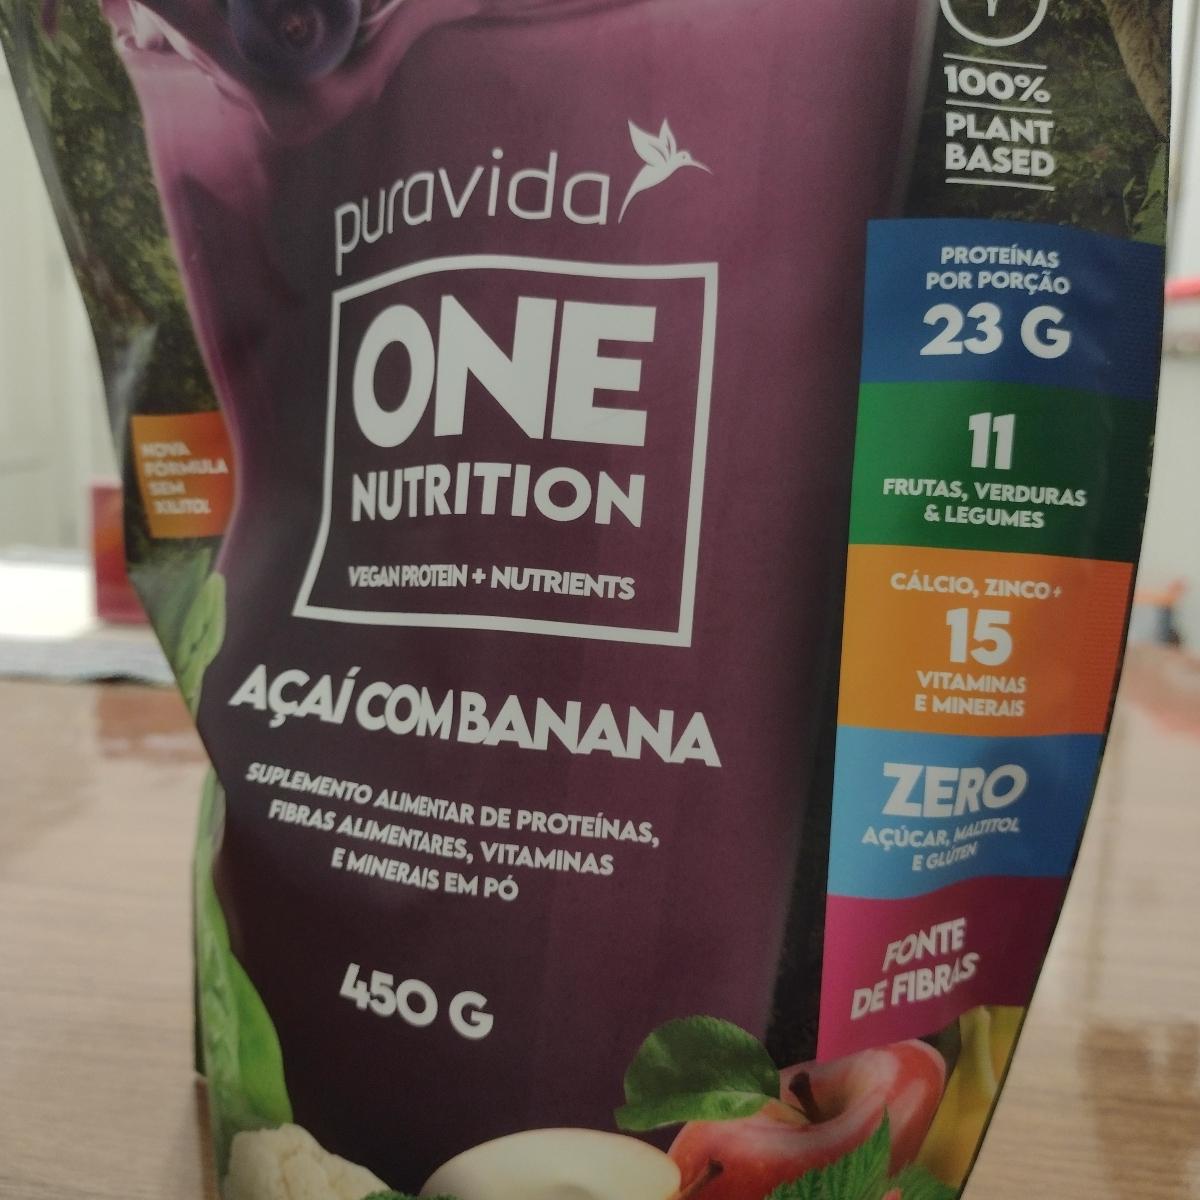 puravida
ONE
NUTRITION
VEGAN PROTEIN + NUTRIENTS
AÇAÍ COM BANANA
SUPLEMENTO ALIMENTAR DE PROTEÍNAS,
FIBRAS ALIMENTARES, VITAMINAS
E MINERAIS EM PÓ
450 G
NOVA
FÓRMULA
SEM
XILITOL
100%
PLANT
BASED
PROTEÍNAS
POR PORÇÃO
23 G
11
FRUTAS, VERDURAS
& LEGUMES
CÁLCIO, ZINCO +
15
VITAMINAS
E MINERAIS
ZERO
AÇÚCAR, MALTITOL
E GLÚTEN
FONTE
DE FIBRAS